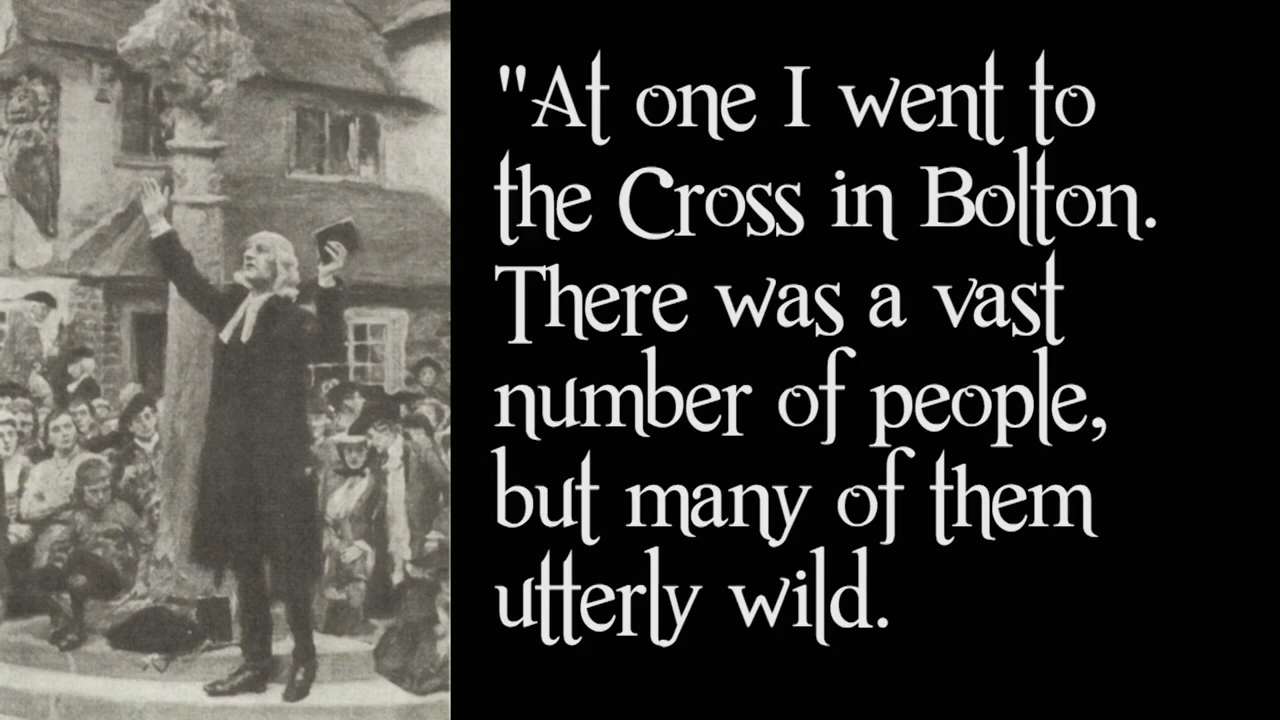 "At one I went to
the Cross in Bolton.
There was a vast
number of people,
but many of them
utterly wild.